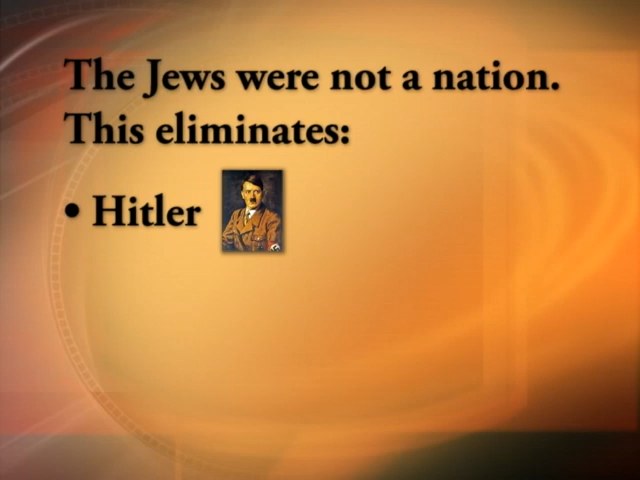 The Jews were not a nation.
This eliminates:
• Hitler